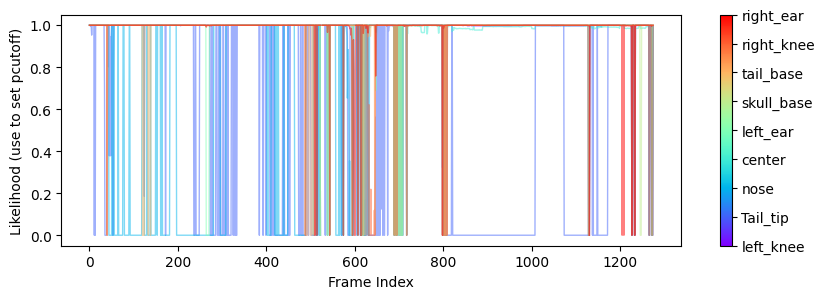 1.0
0.8
0.6
0.4
0.2
0.0
Likelihood (use to set pcutoff)
0
200
400
600
800
1000
1200
Frame Index
right_ear
right_knee
tail_base
skull_base
left_ear
center
nose
Tail_tip
left_knee